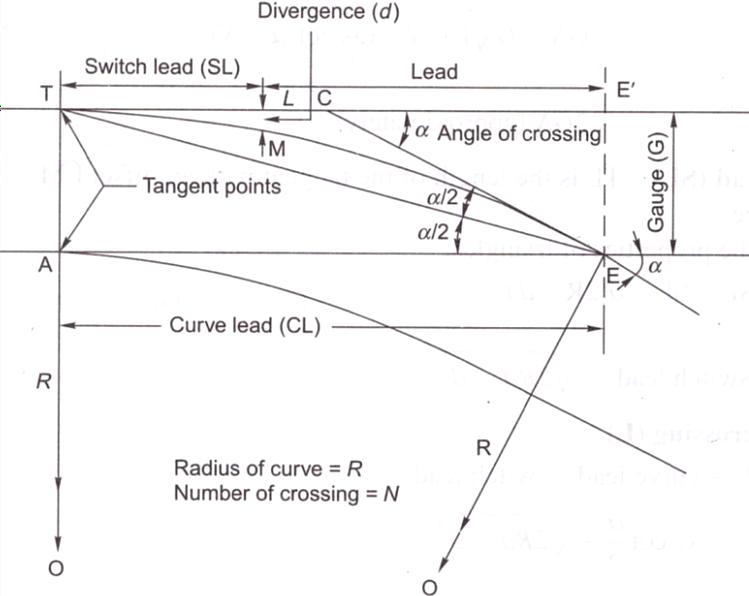 Divergence (d)
Switch lead (SL)
Lead
T
L
C
E′
α Angle of crossing
M
Gauge (G)
Tangent points
α/2
α/2
A
E
α
Curve lead (CL)
R
R
Radius of curve = R
Number of crossing = N
O
O